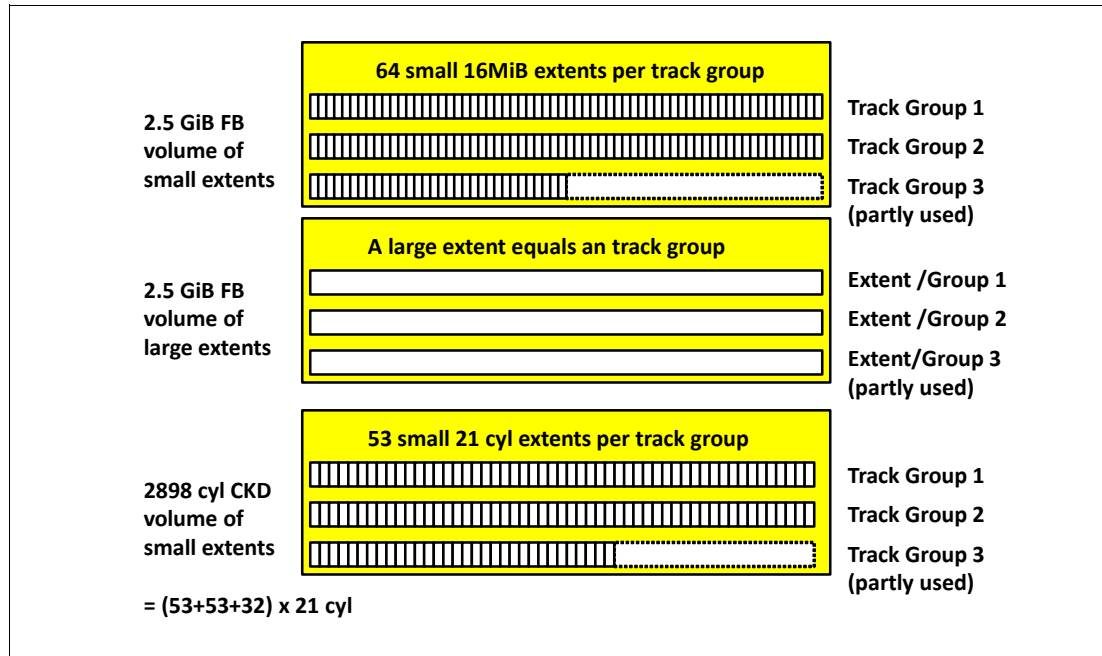 64 small 16MiB extents per track group
2.5 GiB FB
volume of
small extents
Track Group 1
Track Group 2
Track Group 3
(partly used)
A large extent equals an track group
2.5 GiB FB
volume of
large extents
Extent /Group 1
Extent /Group 2
Extent/Group 3
(partly used)
53 small 21 cyl extents per track group
2898 cyl CKD
volume of
small extents
Track Group 1
Track Group 2
Track Group 3
(partly used)
= (53+53+32) x 21 cyl